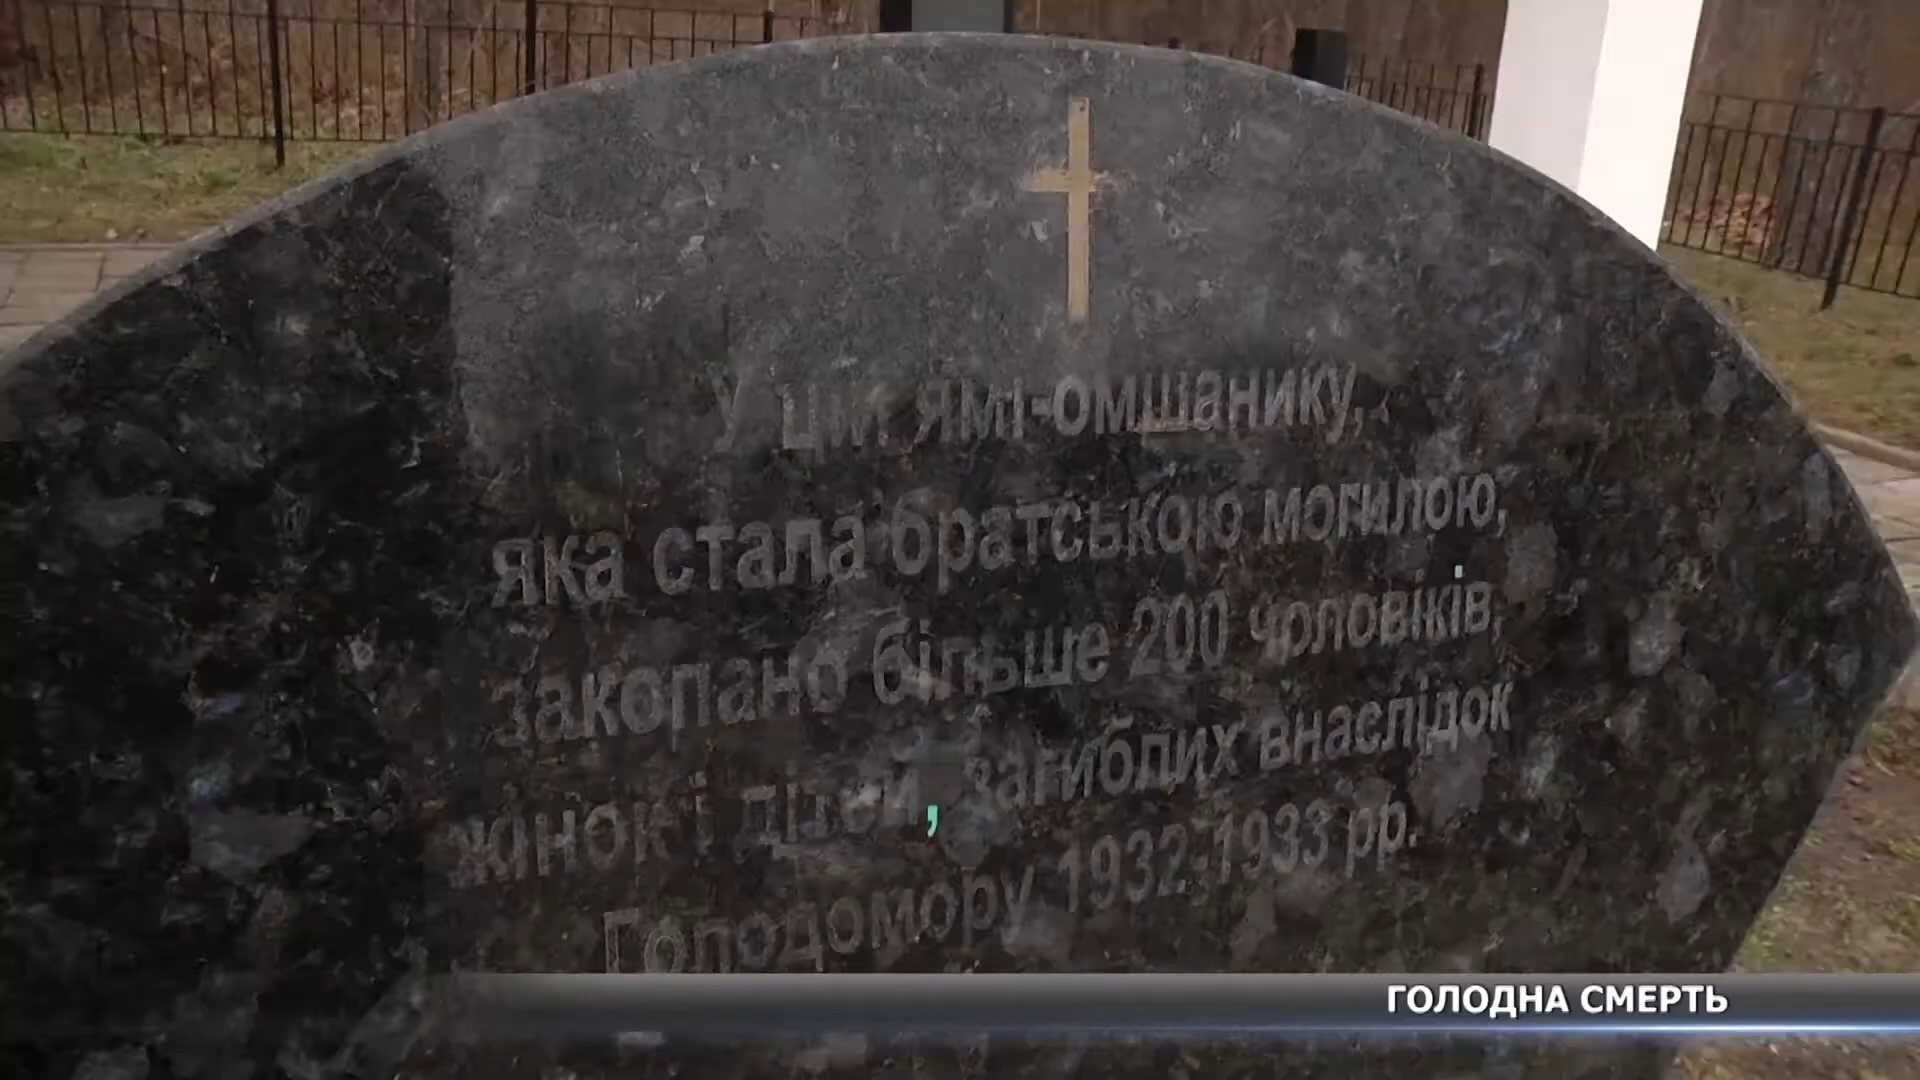 У цій ямі-омшанику,
яка стала братською могилою,
закопано більше 200 чоловіків,
жінок і дітей, загиблих внаслідок
Голодомору 1932-1933 рр.
ГОЛОДНА СМЕРТЬ